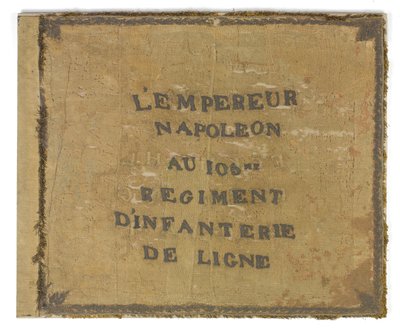 L'EMPEREUR
NAPOLEON
AU 106ME
REGIMENT
D'INFANTERIE
DE LIGNE